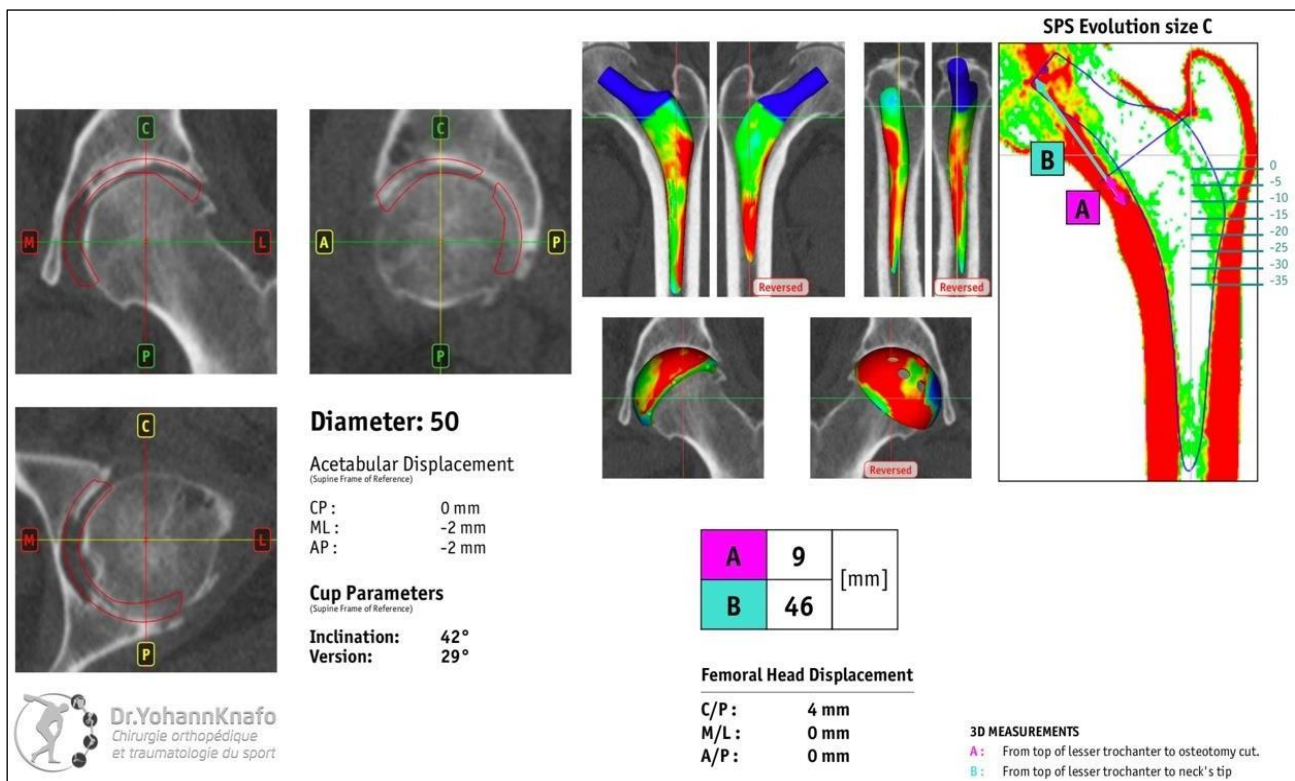 SPS Evolution size C
C
M
L
P
C
A
P
P
Reversed
Reversed
B
A
0
-5
-10
-15
-20
-25
-30
-35
Reversed
C
M
L
P
Diameter: 50
Acetabular Displacement
(Supine Frame of Reference)
CP : 0 mm
ML : -2 mm
AP : -2 mm
Cup Parameters
(Supine Frame of Reference)
Inclination: 42°
Version: 29°
A 9 [mm]
B 46
Femoral Head Displacement
C/P : 4 mm
M/L : 0 mm
A/P : 0 mm
Dr.YohannKnafo
Chirurgie orthopédique
et traumatologie du sport
3D MEASUREMENTS
A : From top of lesser trochanter to osteotomy cut.
B : From top of lesser trochanter to neck's tip